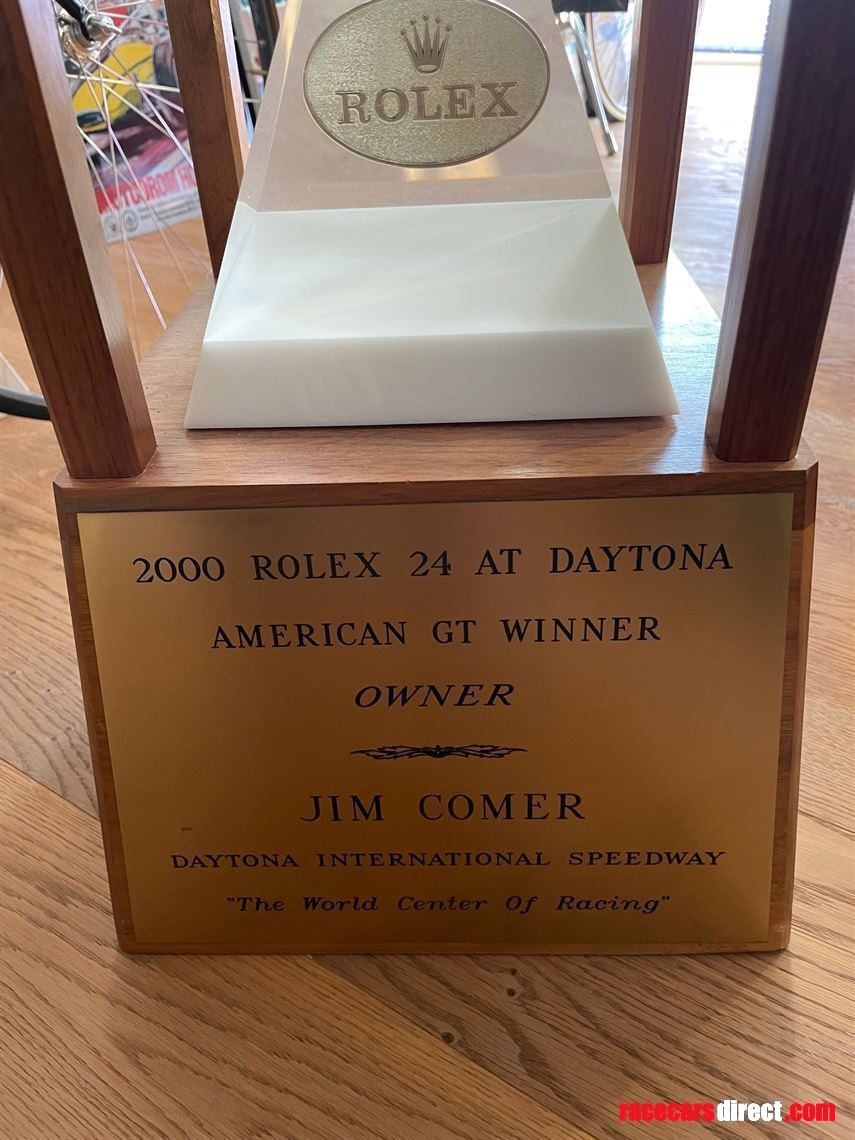 ROLEX
2000 ROLEX 24 AT DAYTONA
AMERICAN GT WINNER
OWNER
JIM COMER
DAYTONA INTERNATIONAL SPEEDWAY
"The World Center Of Racing"
racecarsdirect.com